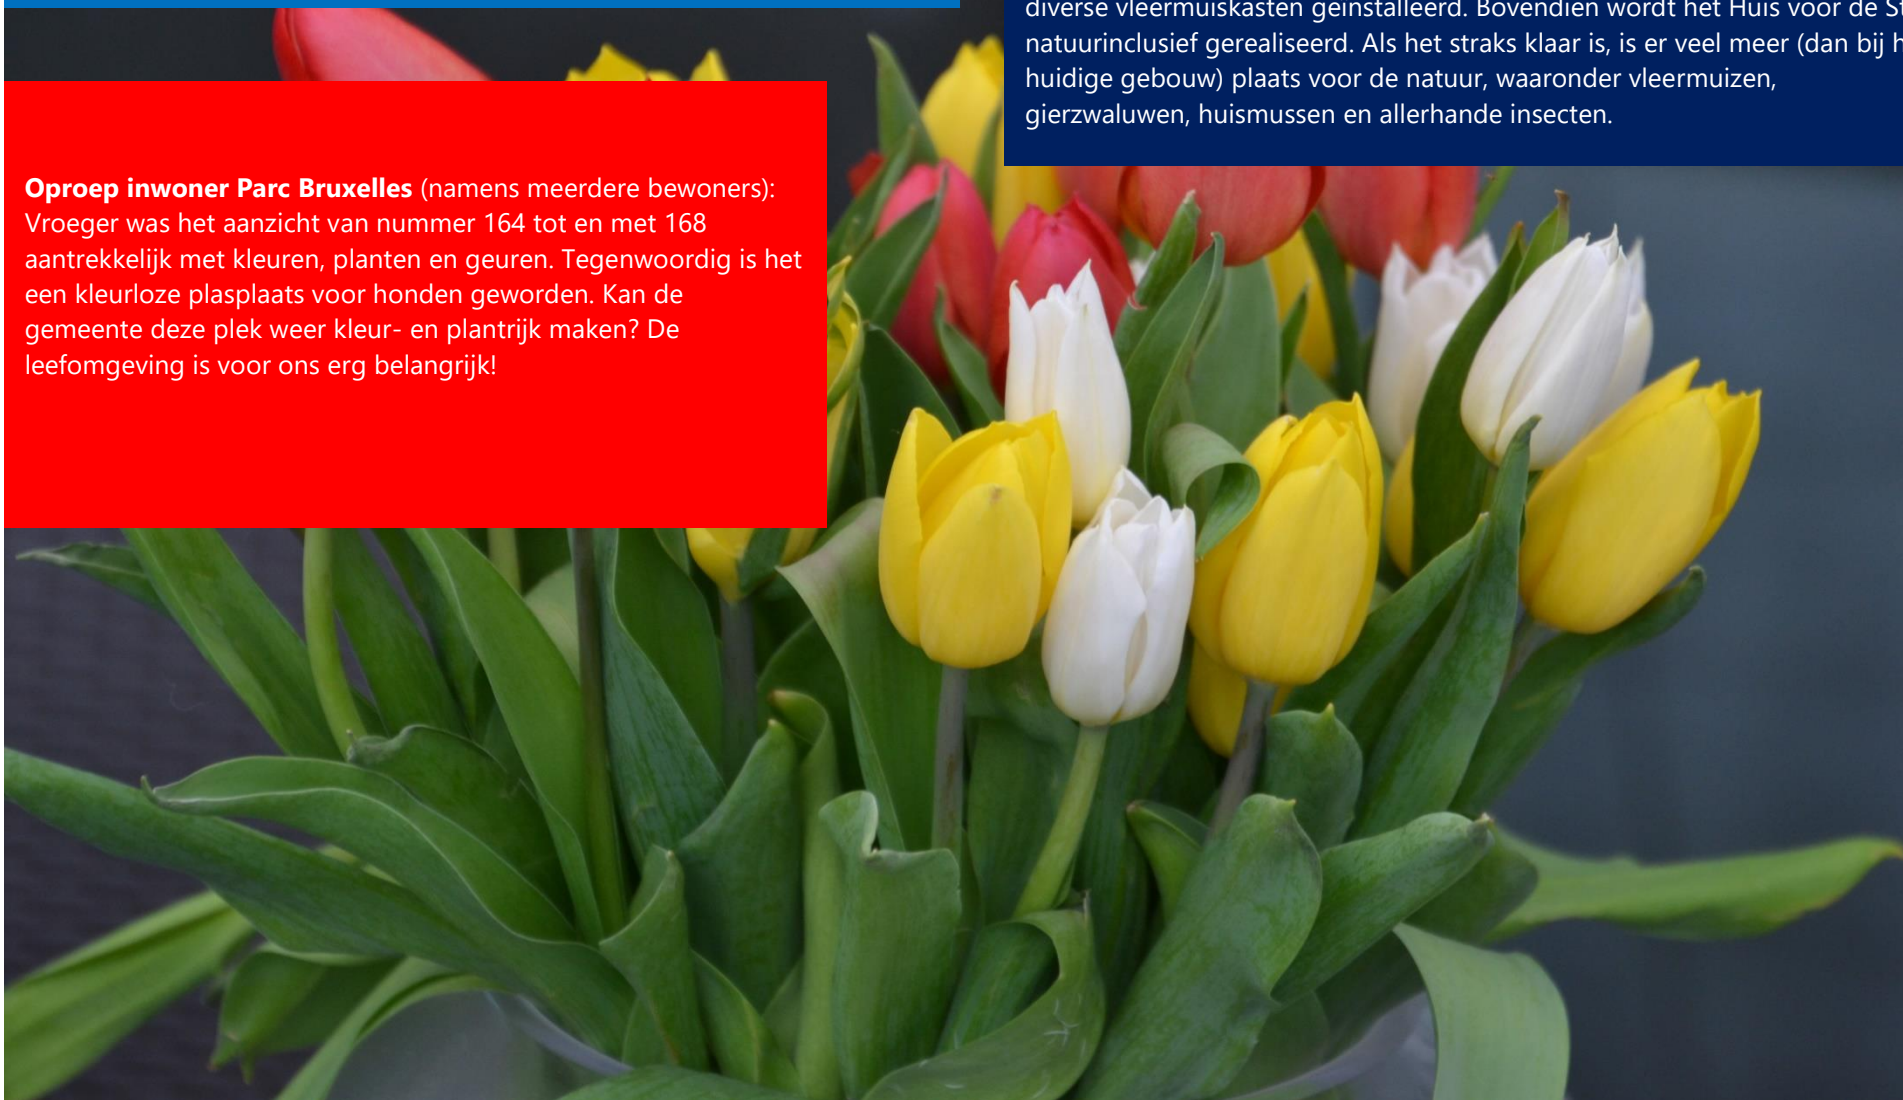 diverse vleermuiskasten geïnstalleerd. Bovendien wordt het Huis voor de
natuurinclusief gerealiseerd. Als het straks klaar is, is er veel meer (dan bij
huidige gebouw) plaats voor de natuur, waaronder vleermuizen,
gierzwaluwen, huismussen en allerhande insecten.
Oproep inwoner Parc Bruxelles (namens meerdere bewoners):
Vroeger was het aanzicht van nummer 164 tot en met 168
aantrekkelijk met kleuren, planten en geuren. Tegenwoordig is het
een kleurloze plasplaats voor honden geworden. Kan de
gemeente deze plek weer kleur- en plantrijk maken? De
leefomgeving is voor ons erg belangrijk!